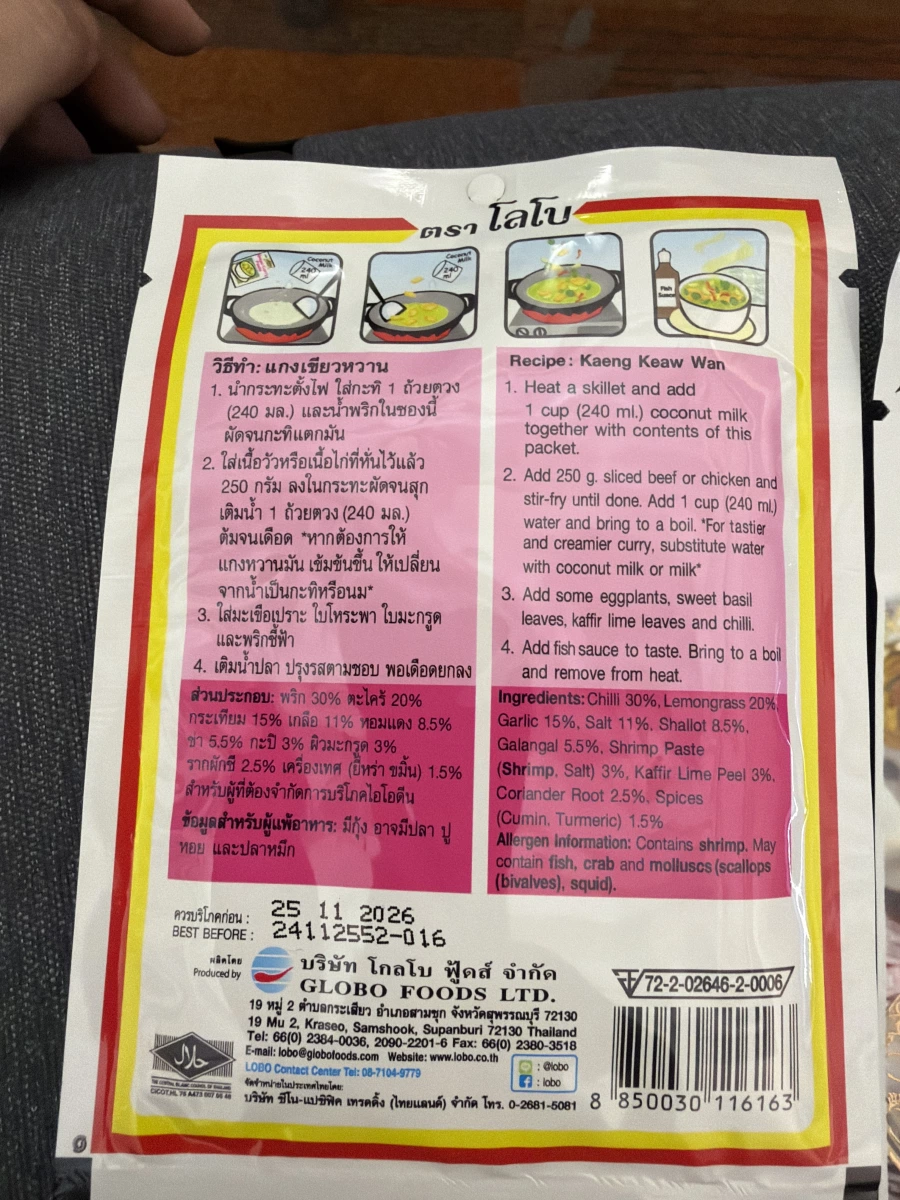 ตรา โลโบ
Coconut
Milk
240
ml
Coconut
Milk
240
ml
Fish
Suace
วิธีทำ: แกงเขียวหวาน
1. นำกระทะตั้งไฟ ใส่กะทิ 1 ถ้วยตวง
(240 มล.) และน้ำพริกในซองนี้
ผัดจนกะทิแตกมัน
2. ใส่เนื้อวัวหรือเนื้อไก่ที่หั่นไว้แล้ว
250 กรัม ลงในกระทะผัดจนสุก
เติมน้ำ 1 ถ้วยตวง (240 มล.)
ต้มจนเดือด *หากต้องการให้
แกงหวานมัน เข้มข้นขึ้น ให้เปลี่ยน
จากน้ำเป็นกะทิหรือนม*
3. ใส่มะเขือเปราะ ใบโหระพา ใบมะกรูด
และพริกชี้ฟ้า
4. เติมน้ำปลา ปรุงรสตามชอบ พอเดือดยกลง
Recipe: Kaeng Keaw Wan
1. Heat a skillet and add
1 cup (240 ml.) coconut milk
together with contents of this
packet.
2. Add 250 g. sliced beef or chicken and
stir-fry until done. Add 1 cup (240 ml.)
water and bring to a boil. *For tastier
and creamier curry, substitute water
with coconut milk or milk*
3. Add some eggplants, sweet basil
leaves, kaffir lime leaves and chilli.
4. Add fish sauce to taste. Bring to a boil
and remove from heat.
ส่วนประกอบ: พริก 30% ตะไคร้ 20%
กระเทียม 15% เกลือ 11% หอมแดง 8.5%
ข่า 5.5% กะปิ 3% ผิวมะกรูด 3%
รากผักชี 2.5% เครื่องเทศ (ยี่หร่า ขมิ้น) 1.5%
สำหรับผู้ที่ต้องจำกัดการบริโภคไอโอดีน
ข้อมูลสำหรับผู้แพ้อาหาร: มีกุ้ง อาจมีปลา ปู
หอย และปลาหมึก
Ingredients: Chilli 30%, Lemongrass 20%,
Garlic 15%, Salt 11%, Shallot 8.5%,
Galangal 5.5%, Shrimp Paste
(Shrimp, Salt) 3%, Kaffir Lime Peel 3%,
Coriander Root 2.5%, Spices
(Cumin, Turmeric) 1.5%
Allergen Information: Contains shrimp. May
contain fish, crab and molluscs (scallops
(bivalves), squid).
ควรบริโภคก่อน : 25 11 2026
BEST BEFORE : 24112552-016
ผลิตโดย
Produced by
บริษัท โกลโบ ฟู้ดส์ จำกัด
GLOBO FOODS LTD.
19 หมู่ 2 ตำบลกระเสียว อำเภอสามชุก จังหวัดสุพรรณบุรี 72130
19 Mu 2, Kraseo, Samshook, Supanburi 72130 Thailand
Tel: 66(0) 2384-0036, 2090-2201-6 Fax: 66(0) 2380-3518
E-mail: lobo@globofoods.com Website: www.lobo.co.th
LOBO Contact Center Tel: 08-7104-9779
: @lobo
: lobo
จัดจำหน่ายในประเทศไทยโดย:
บริษัท ซีโน-แปซิฟิค เทรดดิ้ง (ไทยแลนด์) จำกัด โทร. 0-2681-5081
72-2-02646-2-0006
8 850030 116163
حلال
THE CENTRAL ISLAMIC COUNCIL OF THAILAND